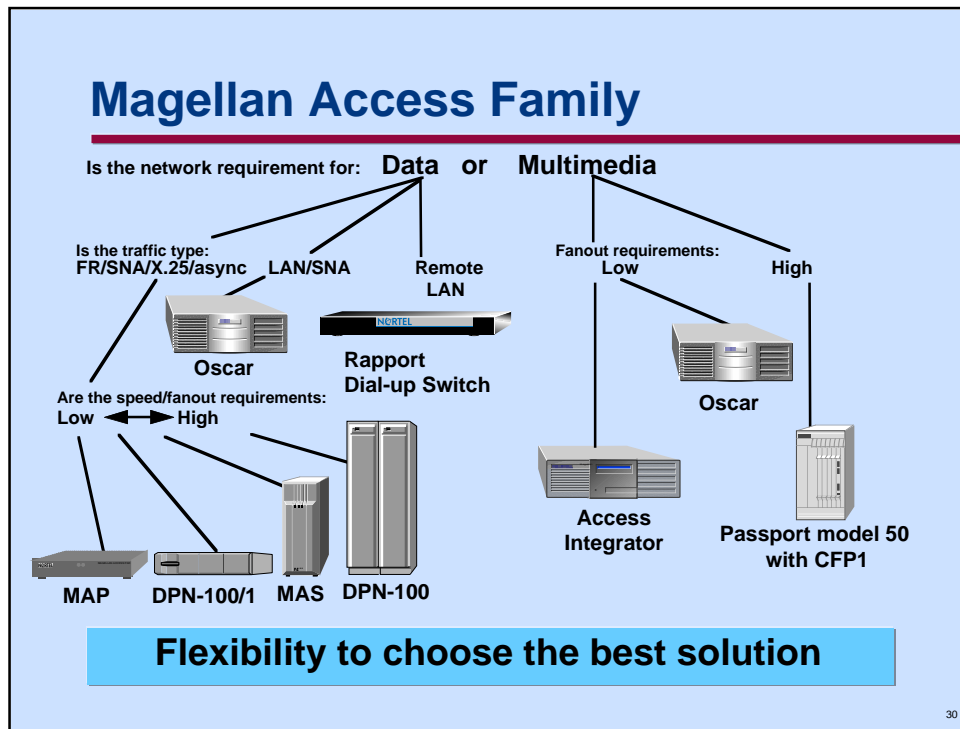 Magellan Access Family
Is the network requirement for: Data or Multimedia
Is the traffic type:
FR/SNA/X.25/async LAN/SNA Remote
LAN
Fanout requirements:
Low High
NORTEL
Oscar
Rapport
Dial-up Switch
Oscar
Are the speed/fanout requirements:
Low High
Access
Integrator
Passport model 50
with CFP1
NORTEL
MAP DPN-100/1 MAS DPN-100
Flexibility to choose the best solution
30